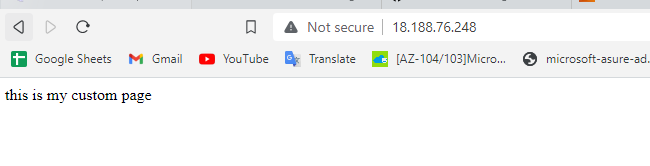 Not secure 18.188.76.248
Google Sheets Gmail YouTube Translate [AZ-104/103]Micro... microsoft-asure-ad.
this is my custom page